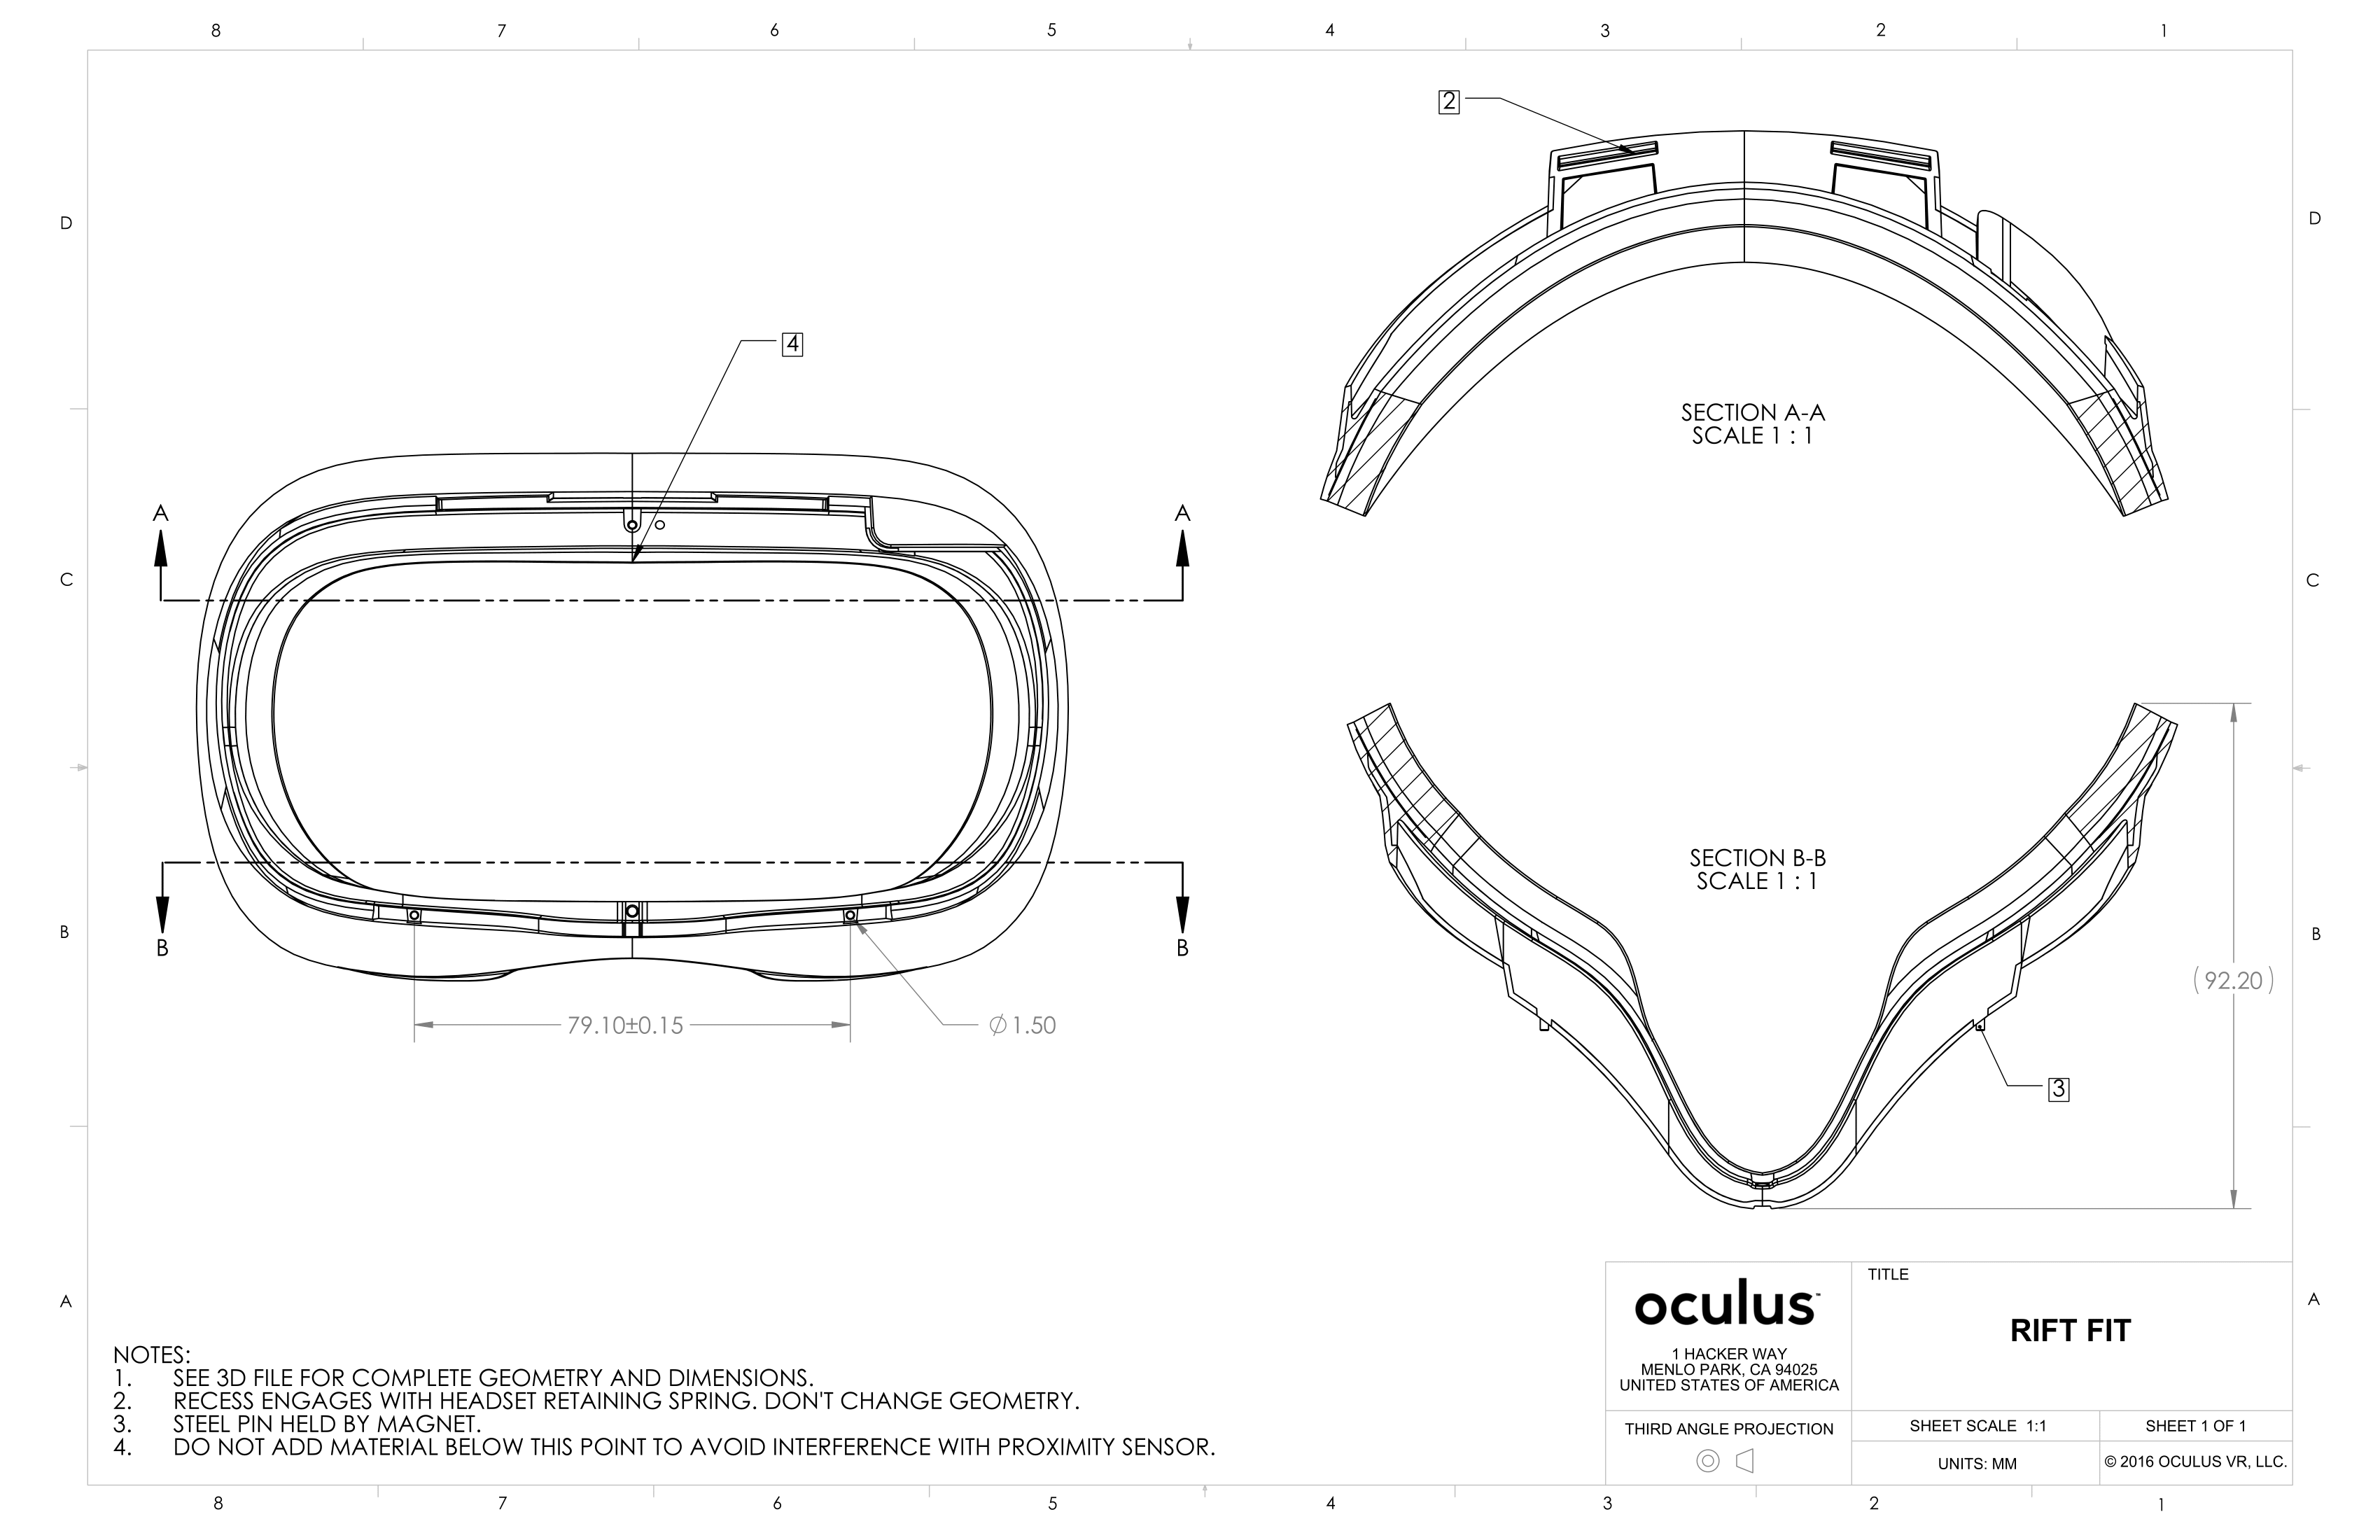 8 7 6 5 4 3 2 1
2
D D
4
SECTION A-A
SCALE 1 : 1
A A
C C
SECTION B-B
SCALE 1 : 1
B B
B B
(92.20)
79.10±0.15
∅1.50
3
A A
TITLE
oculus™
RIFT FIT
1 HACKER WAY
MENLO PARK, CA 94025
UNITED STATES OF AMERICA
THIRD ANGLE PROJECTION
SHEET SCALE 1:1
SHEET 1 OF 1
UNITS: MM
© 2016 OCULUS VR, LLC.
NOTES:
1. SEE 3D FILE FOR COMPLETE GEOMETRY AND DIMENSIONS.
2. RECESS ENGAGES WITH HEADSET RETAINING SPRING. DON'T CHANGE GEOMETRY.
3. STEEL PIN HELD BY MAGNET.
4. DO NOT ADD MATERIAL BELOW THIS POINT TO AVOID INTERFERENCE WITH PROXIMITY SENSOR.
8 7 6 5 4 3 2 1